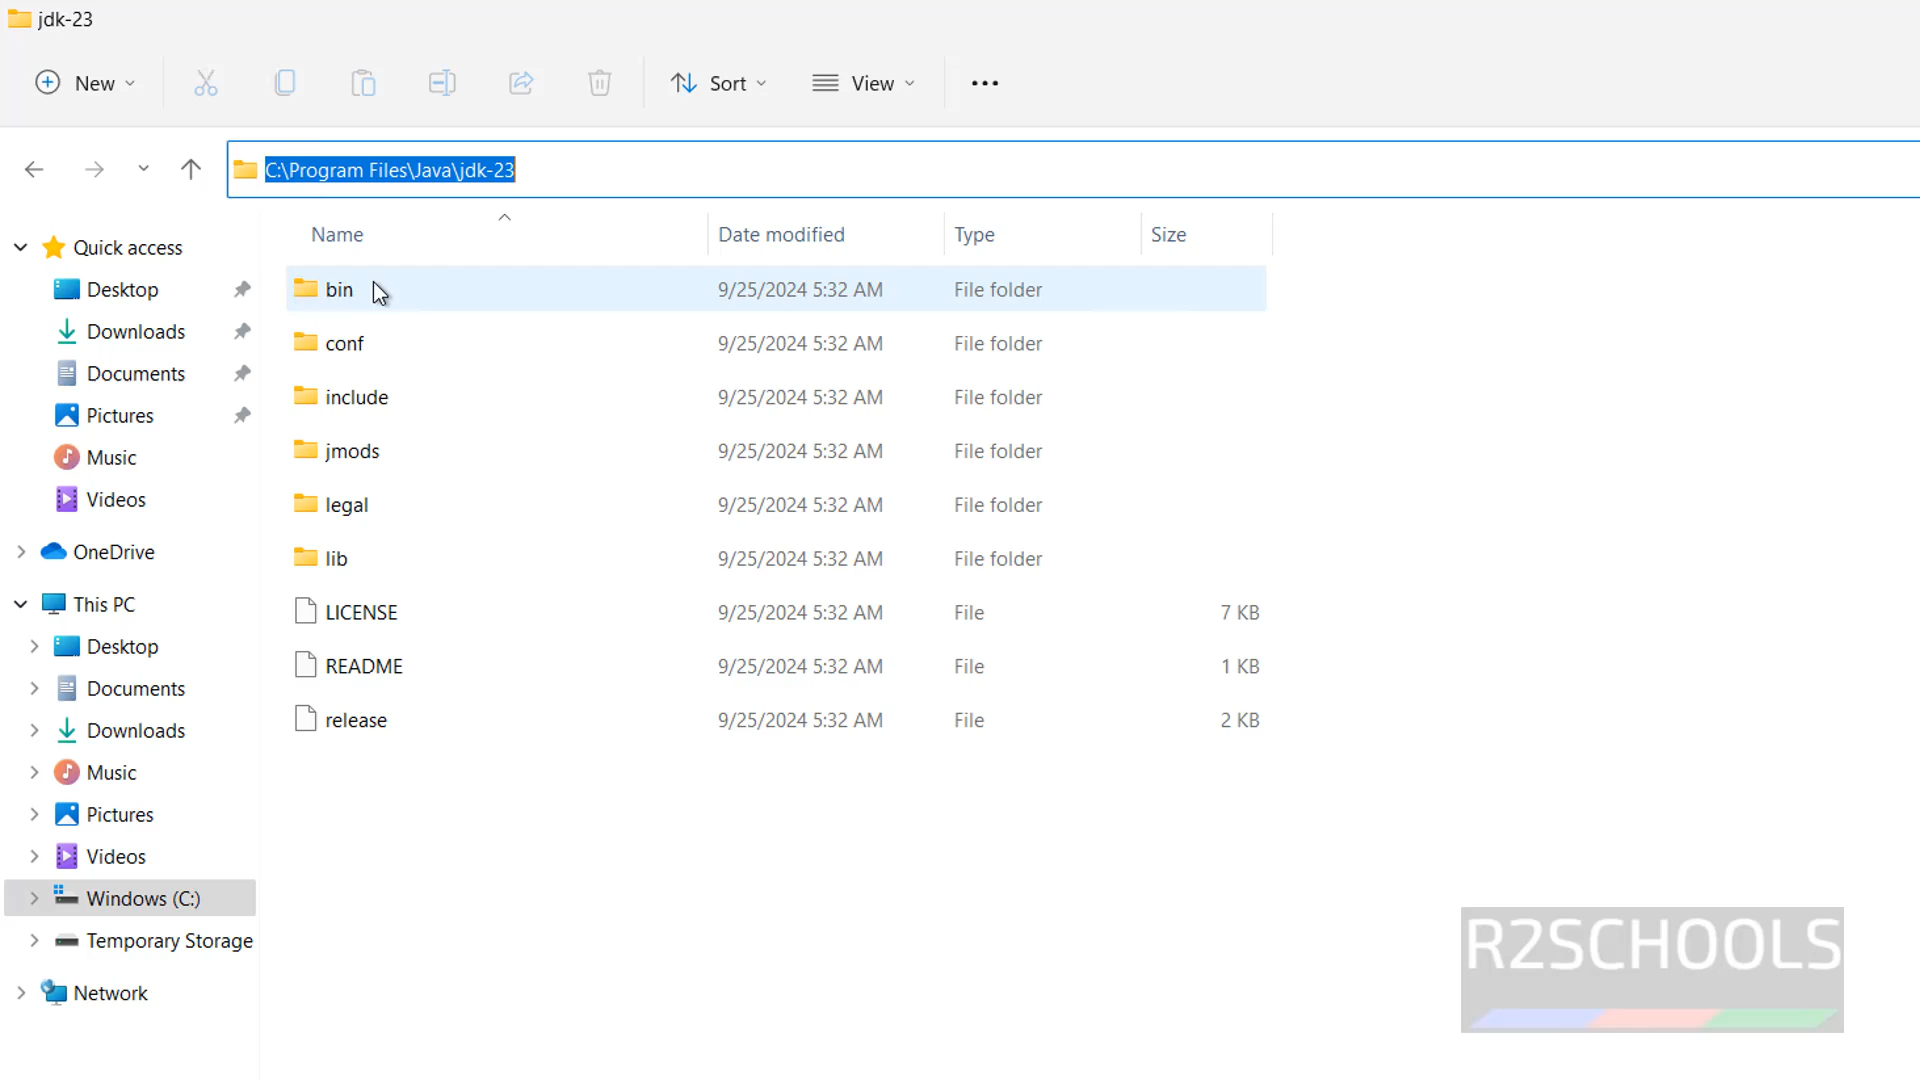 jdk-23
New
Sort
View
C:\Program Files\Java\jdk-23
Name
Date modified
Type
Size
Quick access
Desktop
Downloads
Documents
Pictures
Music
Videos
OneDrive
This PC
Desktop
Documents
Downloads
Music
Pictures
Videos
Windows (C:)
Temporary Storage
Network
bin 9/25/2024 5:32 AM File folder
conf 9/25/2024 5:32 AM File folder
include 9/25/2024 5:32 AM File folder
jmods 9/25/2024 5:32 AM File folder
legal 9/25/2024 5:32 AM File folder
lib 9/25/2024 5:32 AM File folder
LICENSE 9/25/2024 5:32 AM File 7 KB
README 9/25/2024 5:32 AM File 1 KB
release 9/25/2024 5:32 AM File 2 KB
R2SCHOOLS